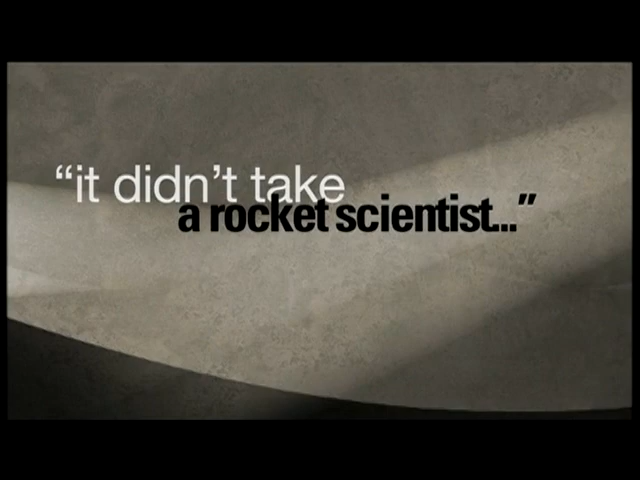 “it didn’t take
a rocket scientist...”